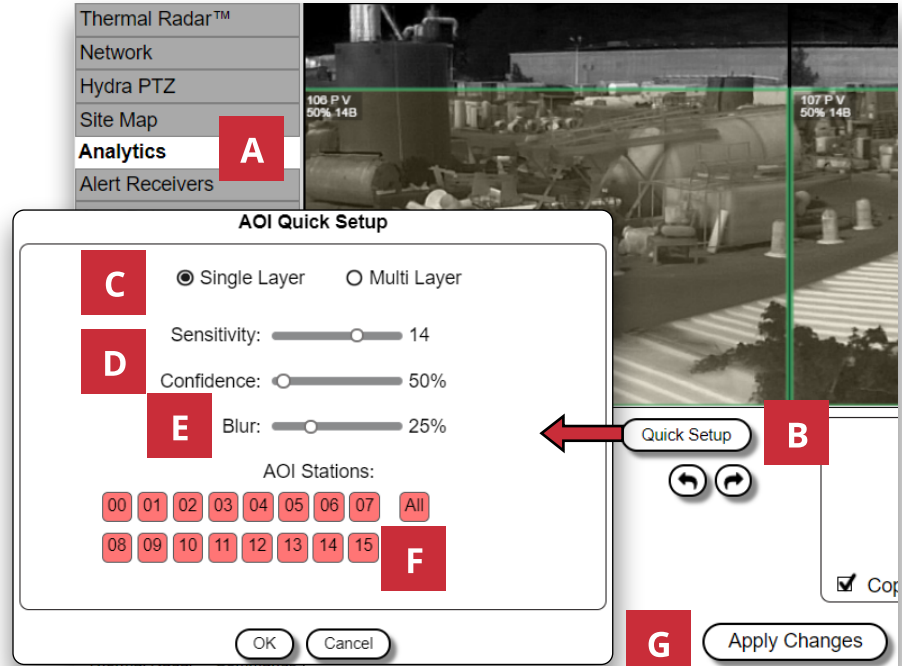 Thermal Radar™
Network
Hydra PTZ
Site Map
Analytics
A
Alert Receivers
106 P V
50% 14B
107 P V
50% 14B
AOI Quick Setup
C
Single Layer
Multi Layer
D
Sensitivity:
14
Confidence:
50%
E
Blur:
25%
AOI Stations:
00 01 02 03 04 05 06 07 All
08 09 10 11 12 13 14 15
F
OK
Cancel
Quick Setup
B
Cop
G
Apply Changes